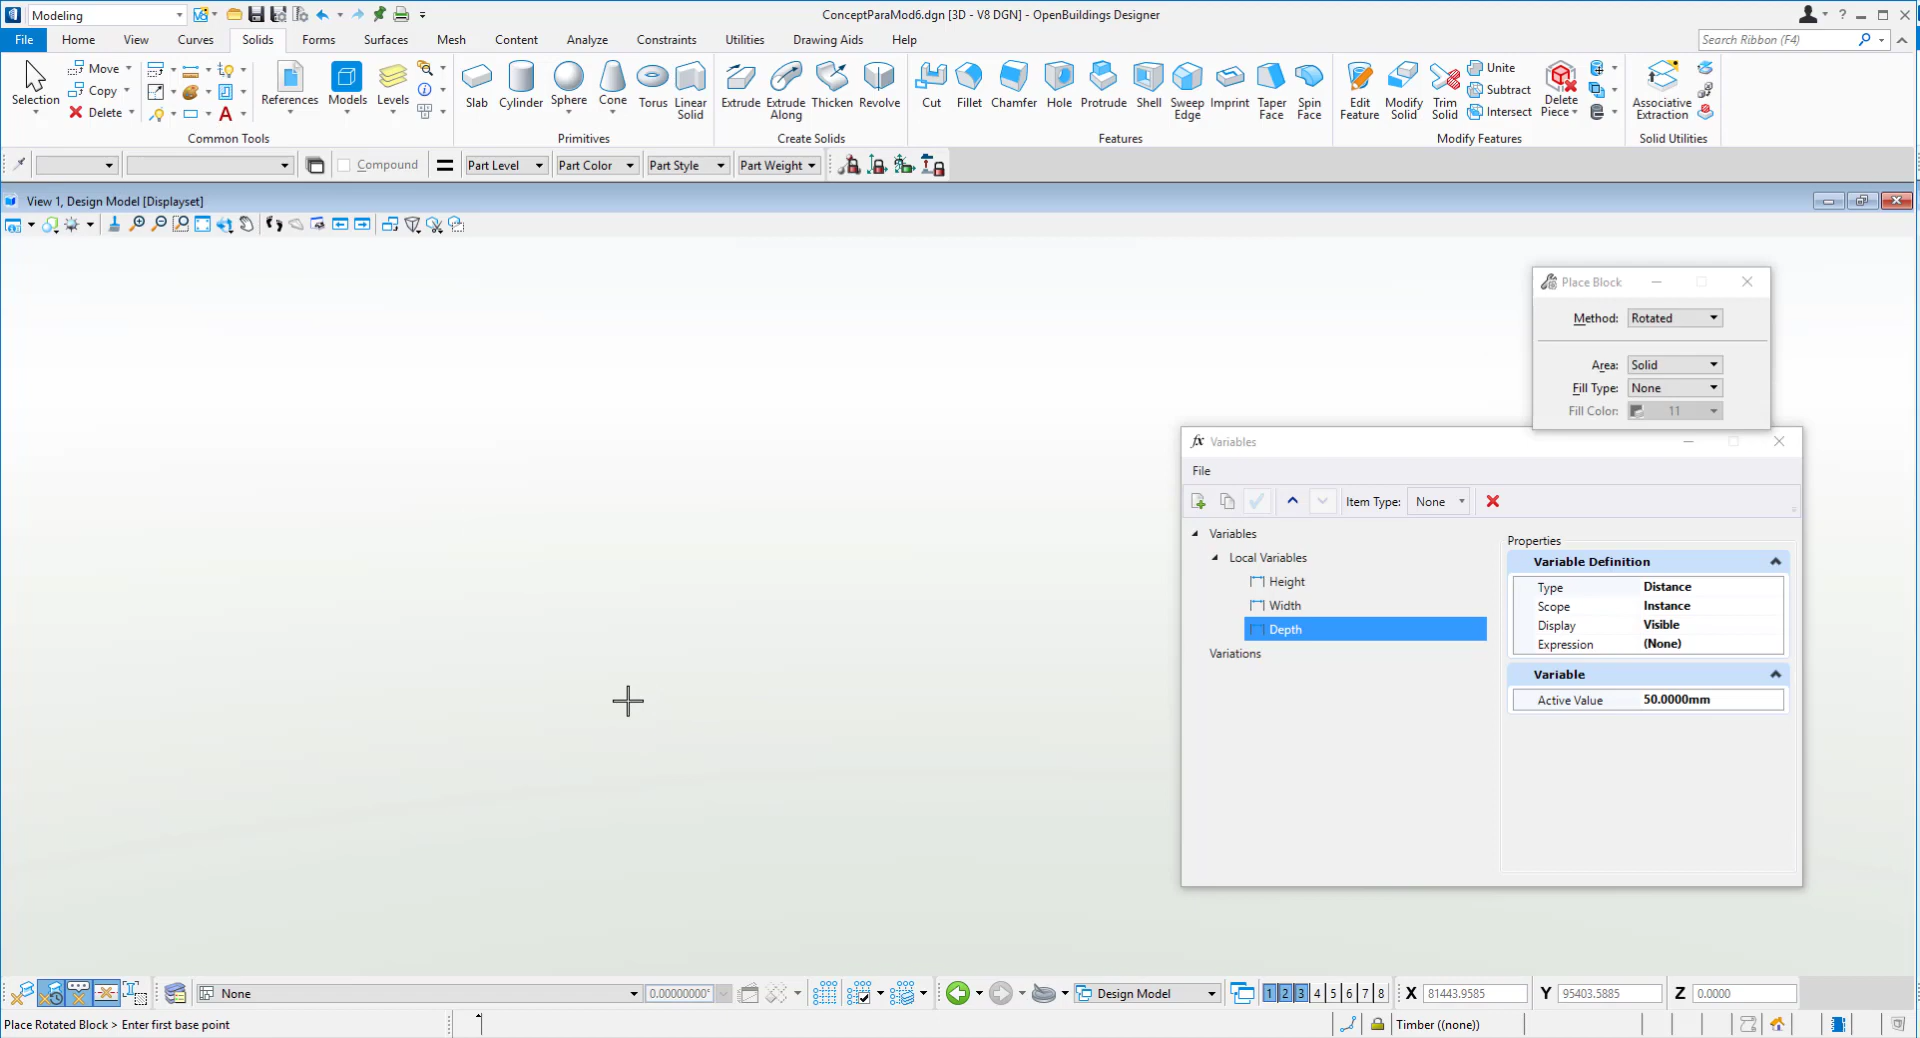 Modeling
ConceptParaMod6.dgn [3D - V8 DGN] - OpenBuildings Designer
File Home View Curves Solids Forms Surfaces Mesh Content Analyze Constraints Utilities Drawing Aids Help Search Ribbon (F4)
Selection
Move
Copy
Delete
References
Models
Levels
Common Tools
Slab
Cylinder
Sphere
Cone
Torus
Linear Solid
Primitives
Extrude
Extrude Along
Thicken
Revolve
Create Solids
Cut
Fillet
Chamfer
Hole
Protrude
Shell
Sweep Edge
Imprint
Taper Face
Spin Face
Features
Edit Feature
Modify Solid
Trim Solid
Unite
Subtract
Intersect
Delete Piece
Modify Features
Associative Extraction
Solid Utilities
Compound
Part Level
Part Color
Part Style
Part Weight
View 1, Design Model [Displayset]
Place Block
Method: Rotated
Area: Solid
Fill Type: None
Fill Color: 11
fx Variables
File
Item Type: None
Variables
Local Variables
Height
Width
Depth
Variations
Properties
Variable Definition
Type Distance
Scope Instance
Display Visible
Expression (None)
Variable
Active Value 50.0000mm
None
0.00000000°
Design Model
1 2 3 4 5 6 7 8
X 81443.9585
Y 95403.5885
Z 0.0000
Place Rotated Block > Enter first base point
Timber ((none))